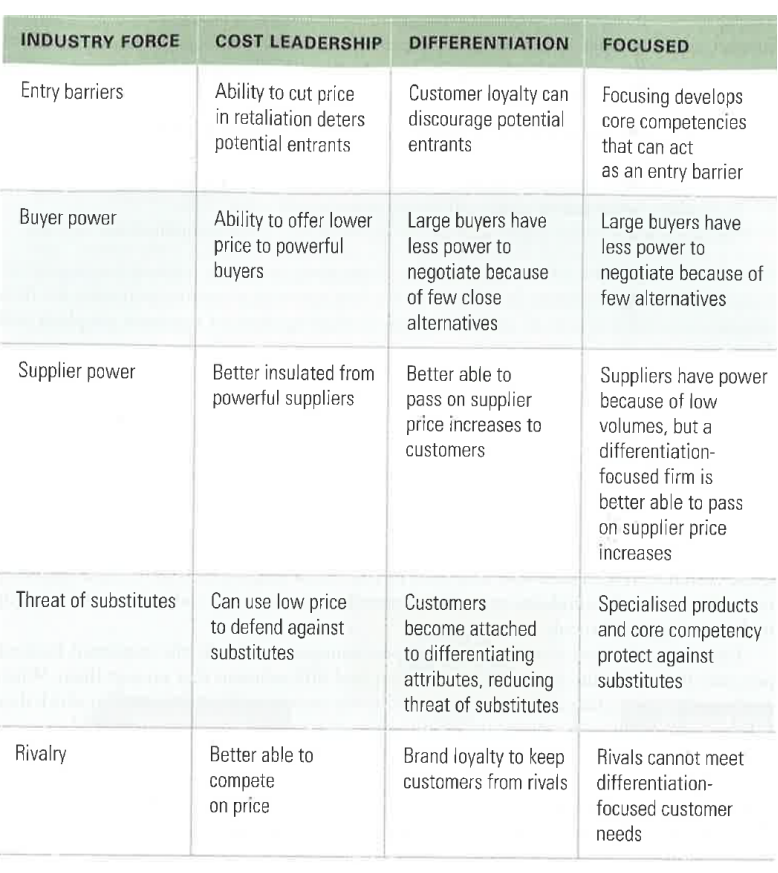 INDUSTRY FORCE COST LEADERSHIP DIFFERENTIATION FOCUSED
Entry barriers
Ability to cut price
in retaliation deters
potential entrants
Customer loyalty can
discourage potential
entrants
Focusing develops
core competencies
that can act
as an entry barrier
Buyer power
Ability to offer lower
price to powerful
buyers
Large buyers have
less power to
negotiate because
of few close
alternatives
Large buyers have
less power to
negotiate because of
few alternatives
Supplier power
Better insulated from
powerful suppliers
Better able to
pass on supplier
price increases to
customers
Suppliers have power
because of low
volumes, but a
differentiation-
focused firm is
better able to pass
on supplier price
increases
Threat of substitutes
Can use low price
to defend against
substitutes
Customers
become attached
to differentiating
attributes, reducing
threat of substitutes
Specialised products
and core competency
protect against
substitutes
Rivalry
Better able to
compete
on price
Brand loyalty to keep
customers from rivals
Rivals cannot meet
differentiation-
focused customer
needs